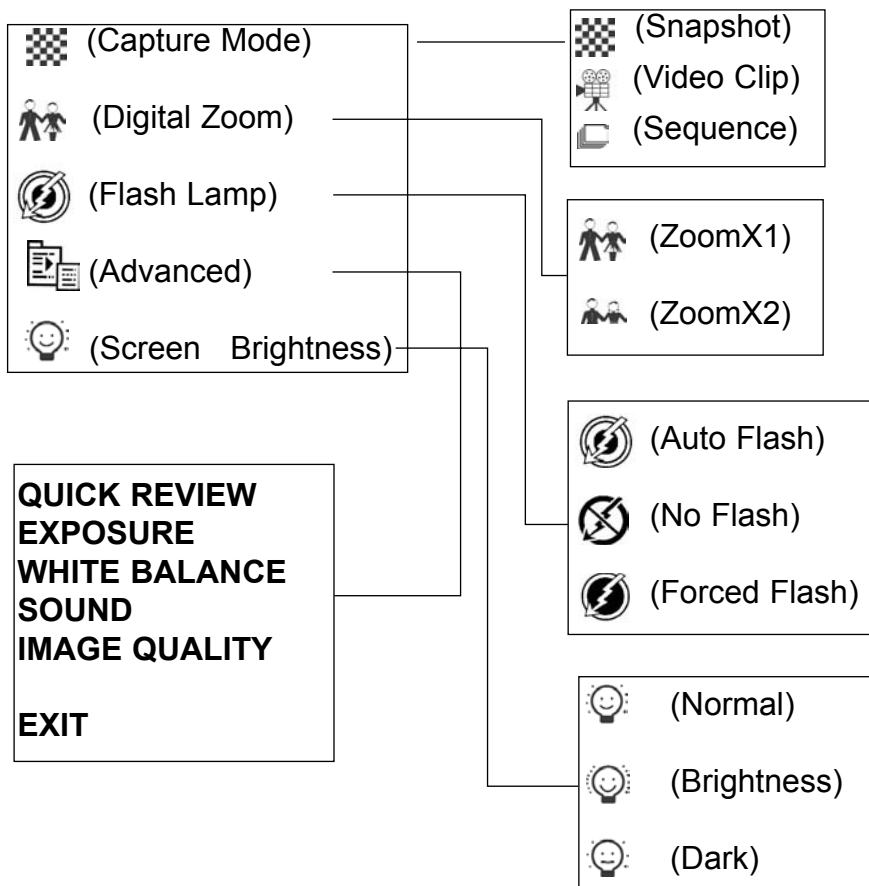 (Capture Mode)
(Digital Zoom)
(Flash Lamp)
(Advanced)
(Screen Brightness)
(Snapshot)
(Video Clip)
(Sequence)
(ZoomX1)
(ZoomX2)
(Auto Flash)
(No Flash)
(Forced Flash)
QUICK REVIEW
EXPOSURE
WHITE BALANCE
SOUND
IMAGE QUALITY
EXIT
(Normal)
(Brightness)
(Dark)